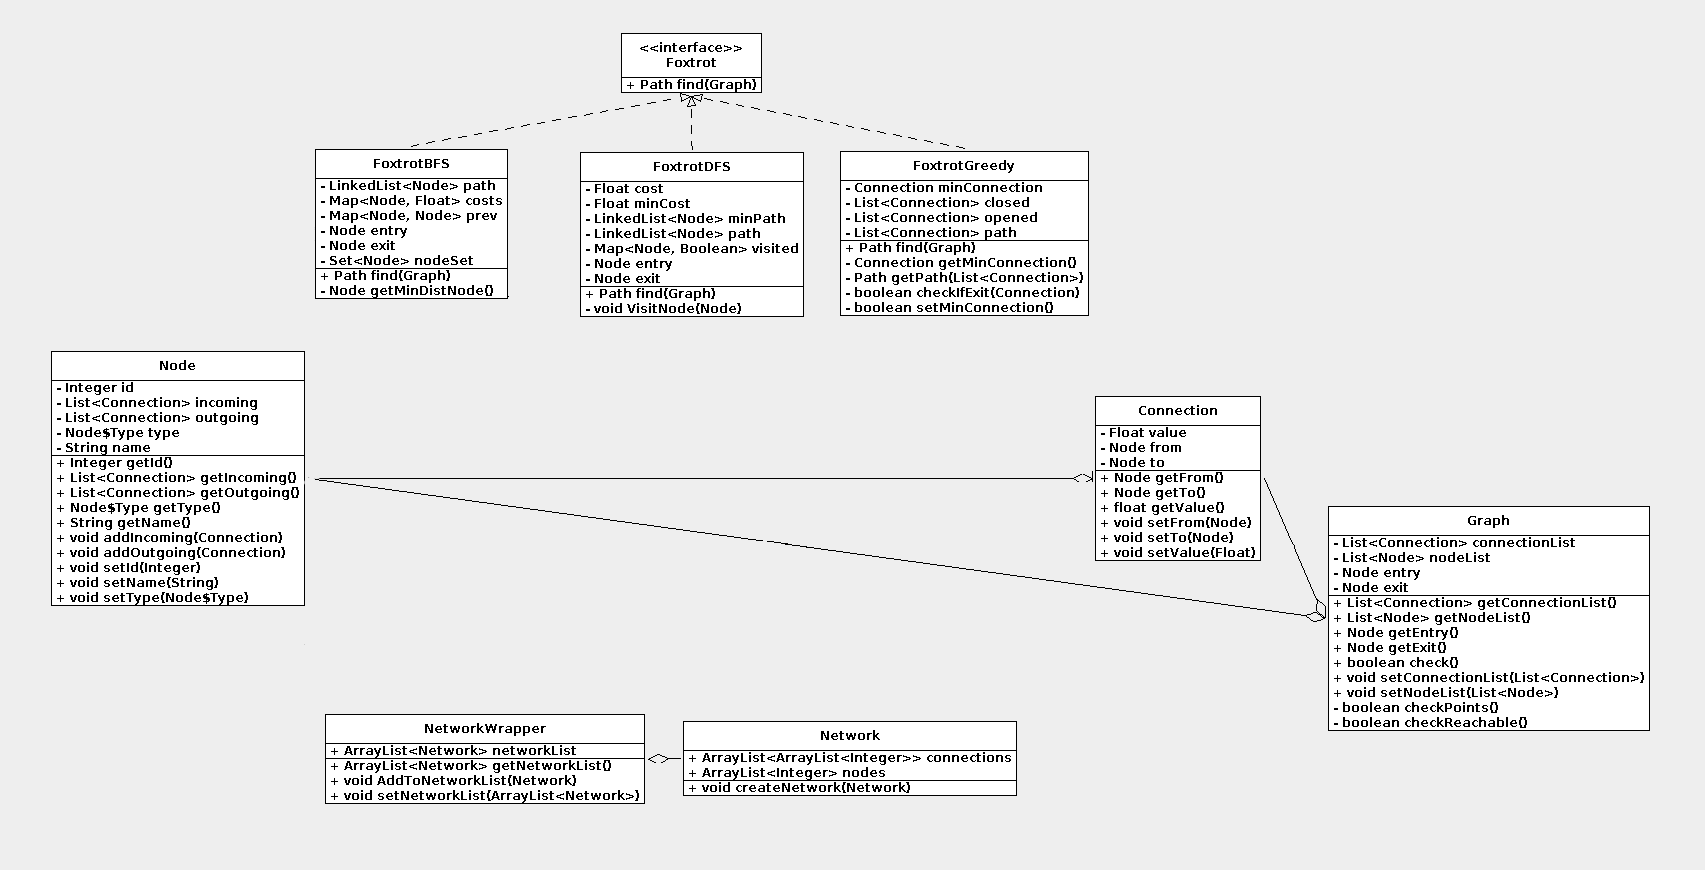 <<interface>>
Foxtrot
+ Path find(Graph)
FoxtrotBFS
- LinkedList<Node> path
- Map<Node, Float> costs
- Map<Node, Node> prev
- Node entry
- Node exit
- Set<Node> nodeSet
+ Path find(Graph)
- Node getMinDistNode()
FoxtrotDFS
- Float cost
- Float minCost
- LinkedList<Node> minPath
- LinkedList<Node> path
- Map<Node, Boolean> visited
- Node entry
- Node exit
+ Path find(Graph)
- void VisitNode(Node)
FoxtrotGreedy
- Connection minConnection
- List<Connection> closed
- List<Connection> opened
- List<Connection> path
+ Path find(Graph)
- Connection getMinConnection()
- Path getPath(List<Connection>)
- boolean checkIfExit(Connection)
- boolean setMinConnection()
Node
- Integer id
- List<Connection> incoming
- List<Connection> outgoing
- Node$Type type
- String name
+ Integer getId()
+ List<Connection> getIncoming()
+ List<Connection> getOutgoing()
+ Node$Type getType()
+ String getName()
+ void addIncoming(Connection)
+ void addOutgoing(Connection)
+ void setId(Integer)
+ void setName(String)
+ void setType(Node$Type)
Connection
- Float value
- Node from
- Node to
+ Node getFrom()
+ Node getTo()
+ float getValue()
+ void setFrom(Node)
+ void setTo(Node)
+ void setValue(Float)
Graph
- List<Connection> connectionList
- List<Node> nodeList
- Node entry
- Node exit
+ List<Connection> getConnectionList()
+ List<Node> getNodeList()
+ Node getEntry()
+ Node getExit()
+ boolean check()
+ void setConnectionList(List<Connection>)
+ void setNodeList(List<Node>)
- boolean checkPoints()
- boolean checkReachable()
NetworkWrapper
+ ArrayList<Network> networkList
+ ArrayList<Network> getNetworkList()
+ void AddToNetworkList(Network)
+ void setNetworkList(ArrayList<Network>)
Network
+ ArrayList<ArrayList<Integer>> connections
+ ArrayList<Integer> nodes
+ void createNetwork(Network)